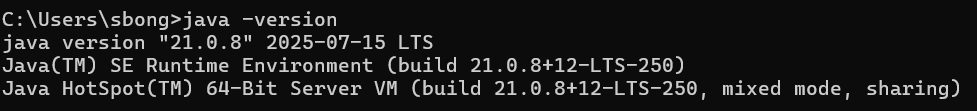 C:\Users\sbong>java -version
java version "21.0.8" 2025-07-15 LTS
Java(TM) SE Runtime Environment (build 21.0.8+12-LTS-250)
Java HotSpot(TM) 64-Bit Server VM (build 21.0.8+12-LTS-250, mixed mode, sharing)